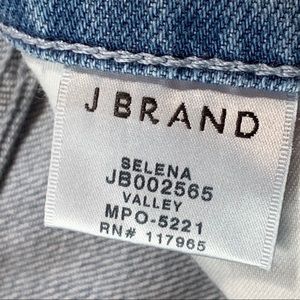 J BRAND
SELENA
JB002565
VALLEY
MPO-5221
RN# 117965